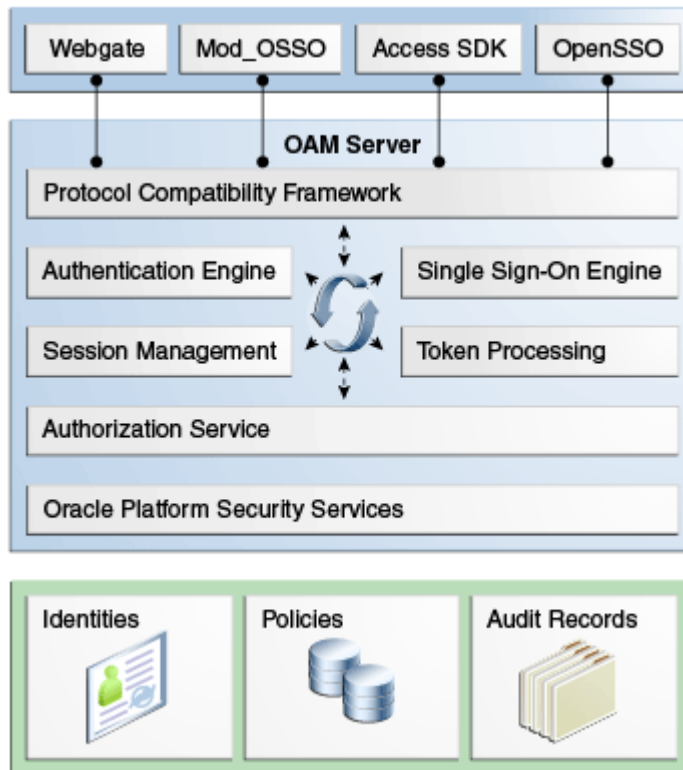 Webgate
Mod_OSSO
Access SDK
OpenSSO
OAM Server
Protocol Compatibility Framework
Authentication Engine
Single Sign-On Engine
Session Management
Token Processing
Authorization Service
Oracle Platform Security Services
Identities
Policies
Audit Records